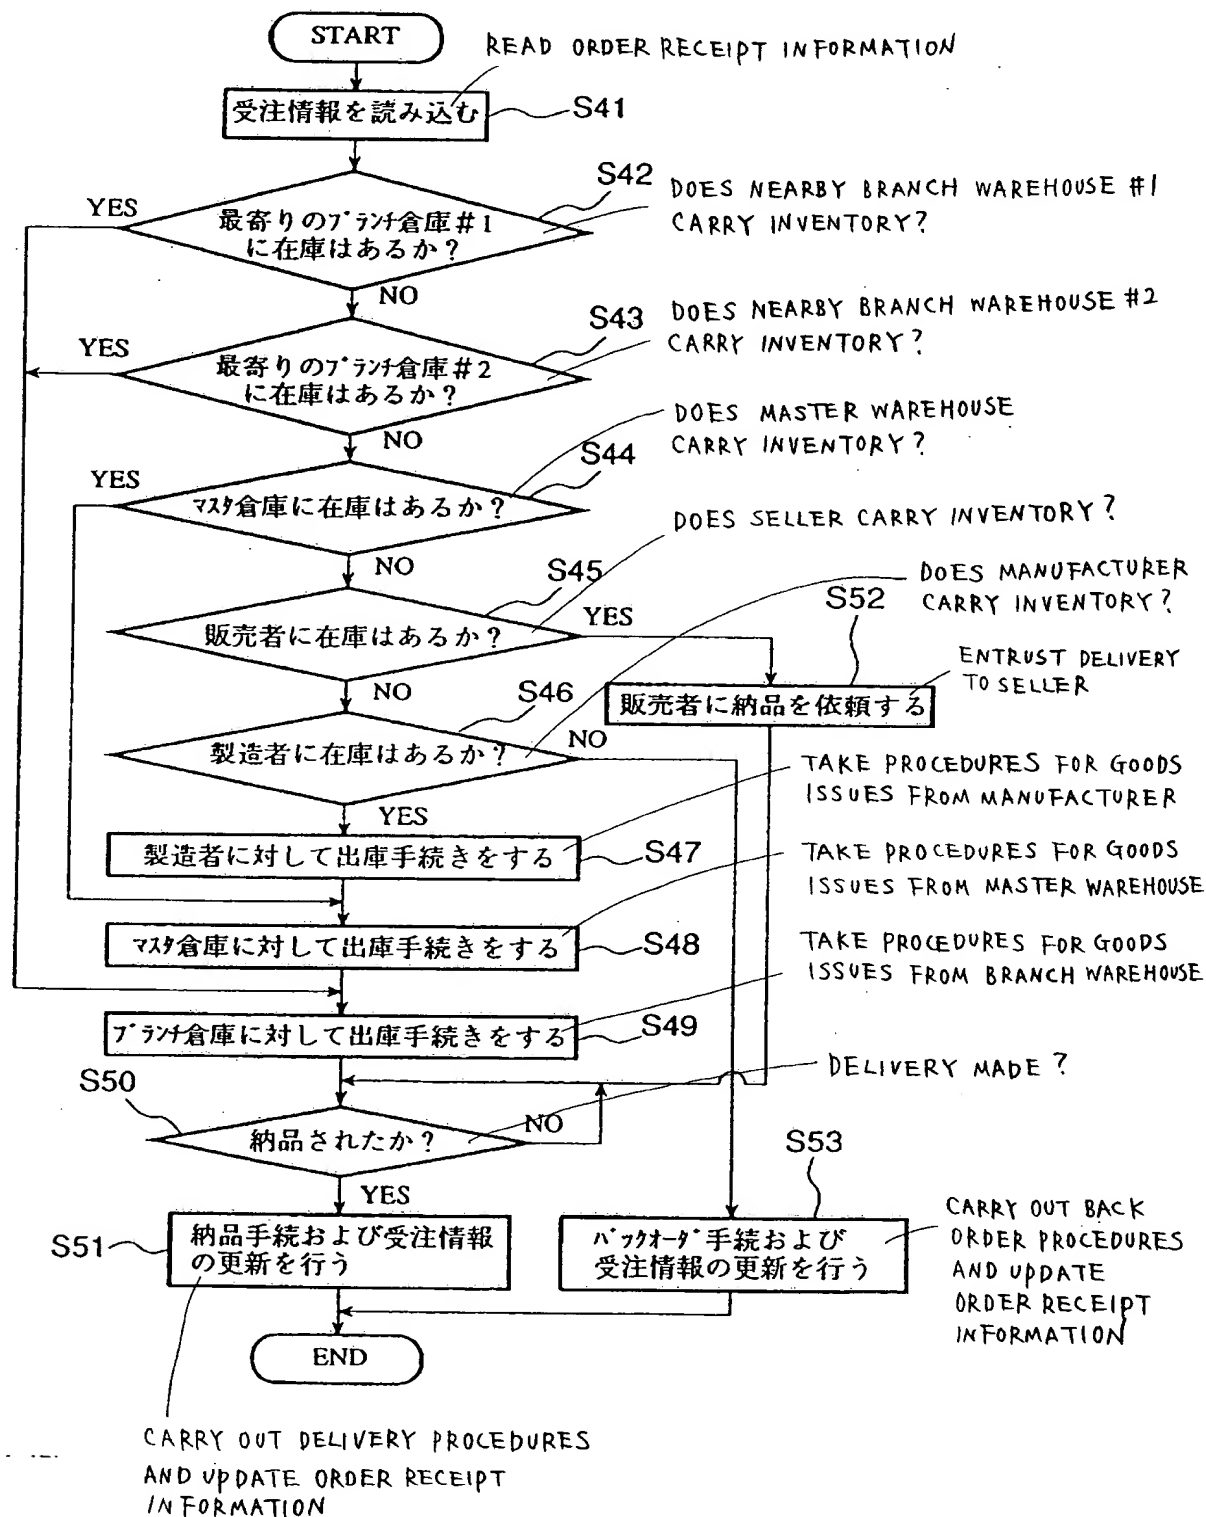 START
READ ORDER RECEIPT INFORMATION
受注情報を読み込む
S41
S42
DOES NEARBY BRANCH WAREHOUSE #1
CARRY INVENTORY?
YES
最寄りのブランチ倉庫#1
に在庫はあるか?
NO
S43
DOES NEARBY BRANCH WAREHOUSE #2
CARRY INVENTORY?
YES
最寄りのブランチ倉庫#2
に在庫はあるか?
NO
DOES MASTER WAREHOUSE
CARRY INVENTORY?
S44
YES
マスタ倉庫に在庫はあるか?
DOES SELLER CARRY INVENTORY?
NO
S45
DOES MANUFACTURER
CARRY INVENTORY?
販売者に在庫はあるか?
YES
S52
ENTRUST DELIVERY
TO SELLER
販売者に納品を依頼する
NO
S46
製造者に在庫はあるか?
NO
TAKE PROCEDURES FOR GOODS
ISSUES FROM MANUFACTURER
YES
製造者に対して出庫手続きをする
S47
TAKE PROCEDURES FOR GOODS
ISSUES FROM MASTER WAREHOUSE
マスタ倉庫に対して出庫手続きをする
S48
TAKE PROCEDURES FOR GOODS
ISSUES FROM BRANCH WAREHOUSE
ブランチ倉庫に対して出庫手続きをする
S49
DELIVERY MADE?
S50
納品されたか?
NO
YES
S53
S51
納品手続および受注情報
の更新を行う
バックオーダ手続および
受注情報の更新を行う
CARRY OUT BACK
ORDER PROCEDURES
AND UPDATE
ORDER RECEIPT
INFORMATION
END
CARRY OUT DELIVERY PROCEDURES
AND UPDATE ORDER RECEIPT
INFORMATION